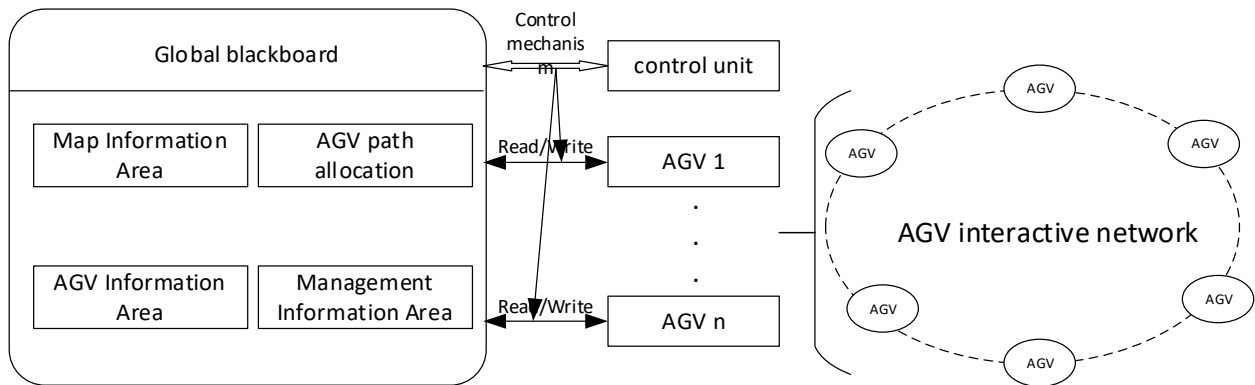 Global blackboard
Map Information
Area
AGV path
allocation
AGV Information
Area
Management
Information Area
Control
mechanis
m
control unit
Read/Write
AGV 1
.
.
.
Read/Write
AGV n
AGV
AGV
AGV
AGV interactive network
AGV
AGV
AGV